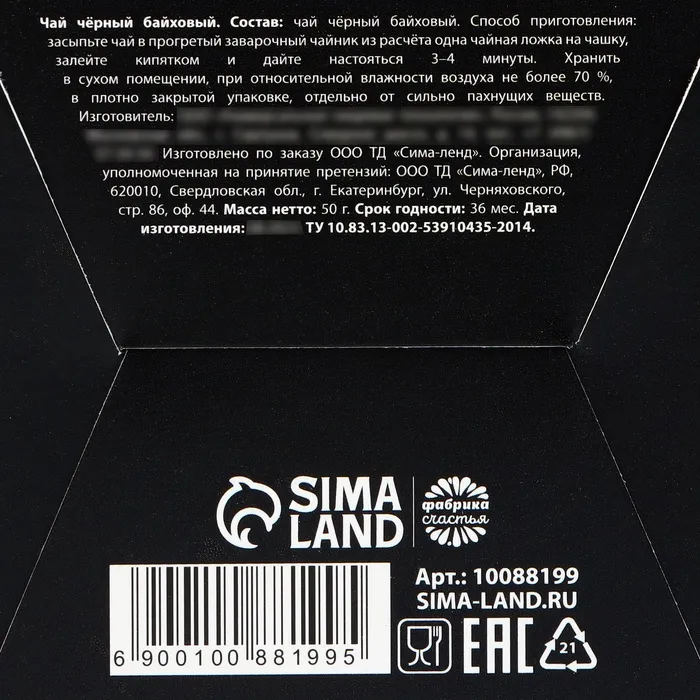 Чай чёрный байховый. Состав: чай чёрный байховый. Способ приготовления:
засыпьте чай в прогретый заварочный чайник из расчёта одна чайная ложка на чашку,
залейте кипятком и дайте настояться 3–4 минуты. Хранить
в сухом помещении, при относительной влажности воздуха не более 70 %,
в плотно закрытой упаковке, отдельно от сильно пахнущих веществ.
Изготовитель:
Изготовлено по заказу ООО ТД «Сима-ленд». Организация,
уполномоченная на принятие претензий: ООО ТД «Сима-ленд», РФ,
620010, Свердловская обл., г. Екатеринбург, ул. Черняховского,
стр. 86, оф. 44. Масса нетто: 50 г. Срок годности: 36 мес. Дата
изготовления: ТУ 10.83.13-002-53910435-2014.
SIMA
LAND
фабрика
счастья
Арт.: 10088199
SIMA-LAND.RU
6 900100 881995
EAC
21